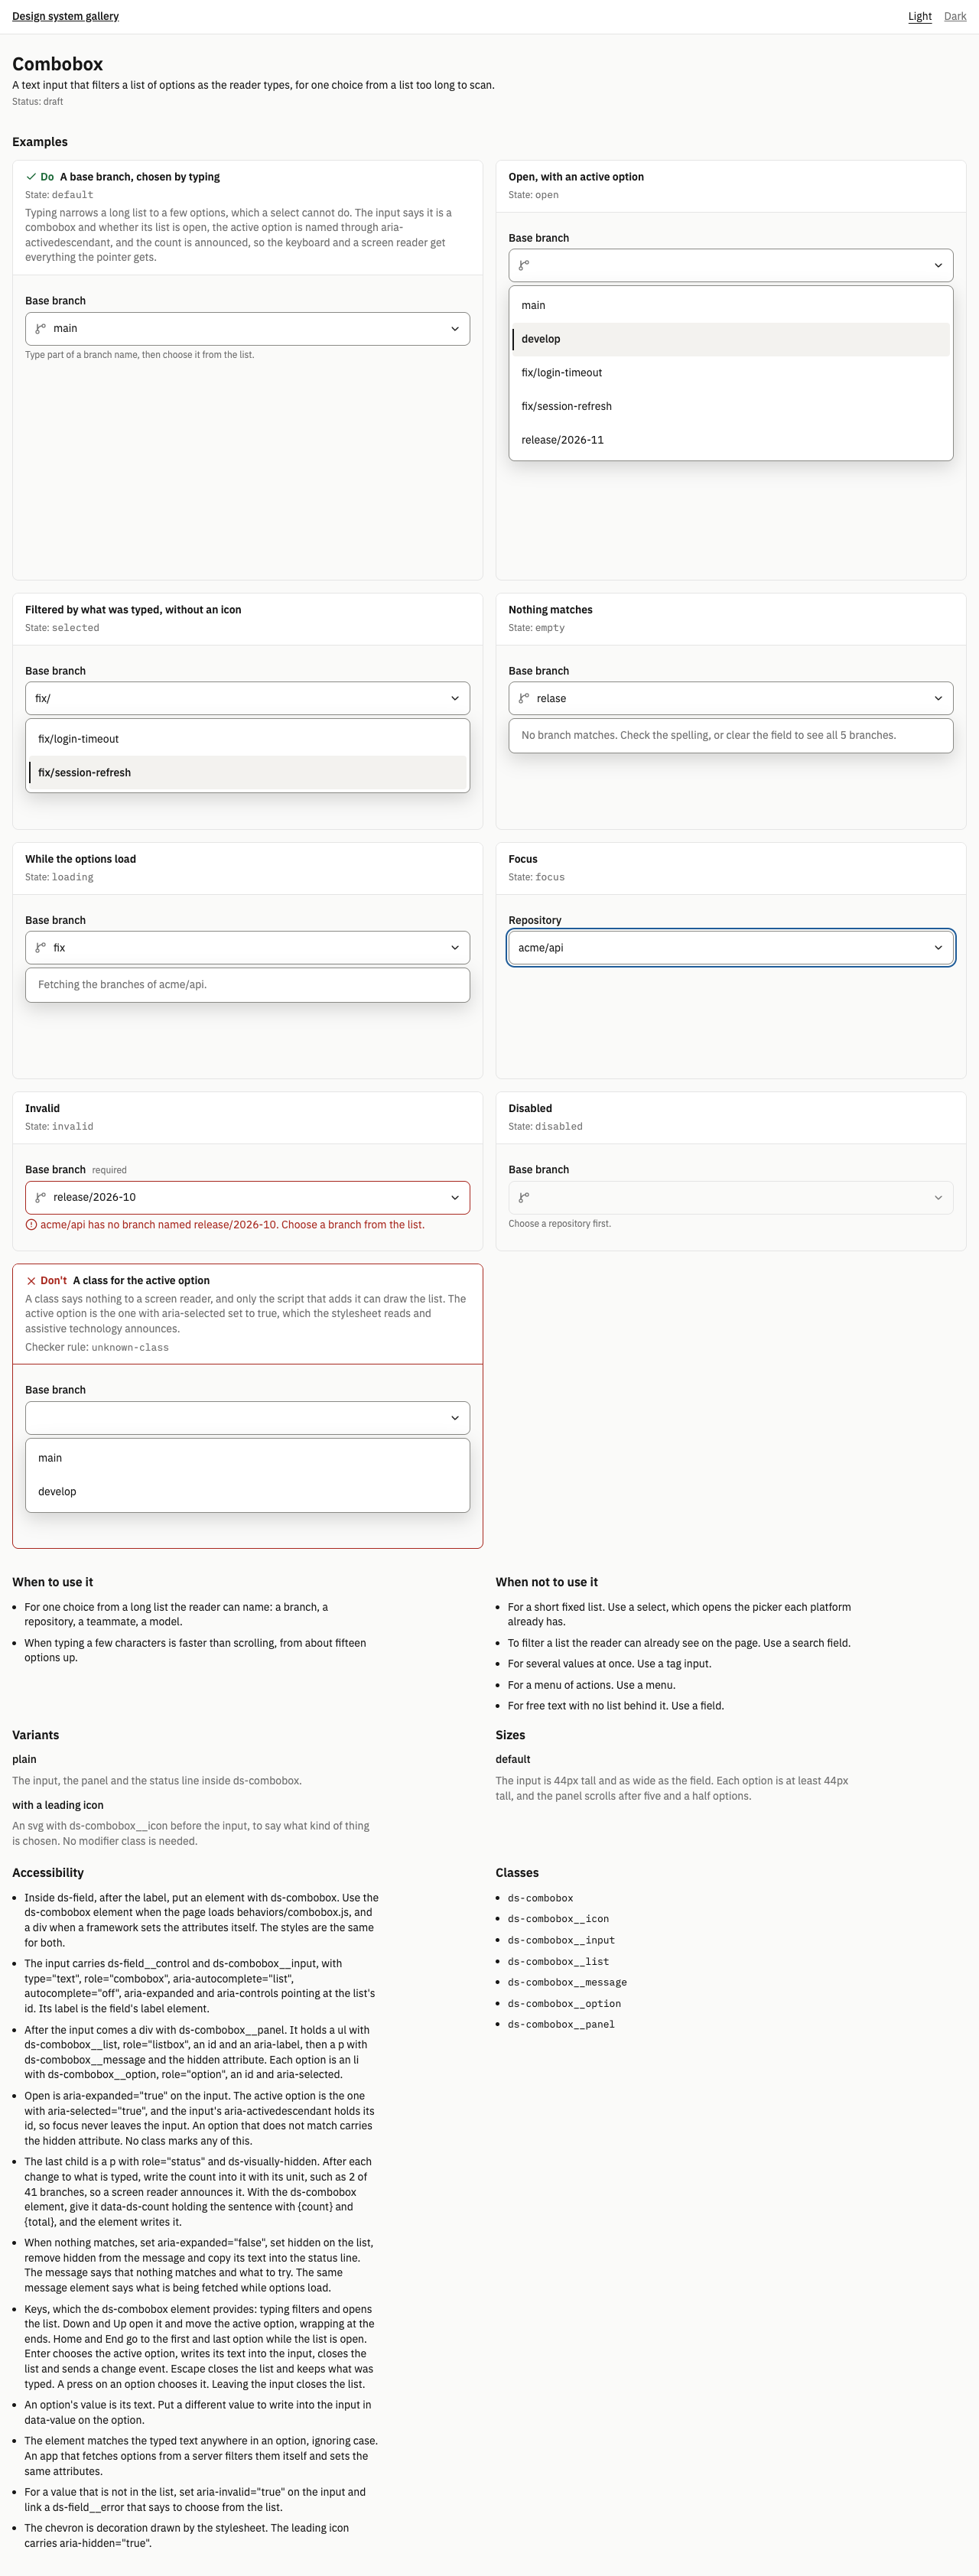 Design system gallery
Light
Dark
Combobox
A text input that filters a list of options as the reader types, for one choice from a list too long to scan.
Status: draft
Examples
Do A base branch, chosen by typing
State: default
Typing narrows a long list to a few options, which a select cannot do. The input says it is a
combobox and whether its list is open, the active option is named through aria-
activedescendant, and the count is announced, so the keyboard and a screen reader get
everything the pointer gets.
Base branch
main
Type part of a branch name, then choose it from the list.
Open, with an active option
State: open
Base branch
main
develop
fix/login-timeout
fix/session-refresh
release/2026-11
Filtered by what was typed, without an icon
State: selected
Base branch
fix/
fix/login-timeout
fix/session-refresh
Nothing matches
State: empty
Base branch
relase
No branch matches. Check the spelling, or clear the field to see all 5 branches.
While the options load
State: loading
Base branch
fix
Fetching the branches of acme/api.
Focus
State: focus
Repository
acme/api
Invalid
State: invalid
Base branch required
release/2026-10
acme/api has no branch named release/2026-10. Choose a branch from the list.
Disabled
State: disabled
Base branch
Choose a repository first.
Don't A class for the active option
A class says nothing to a screen reader, and only the script that adds it can draw the list. The
active option is the one with aria-selected set to true, which the stylesheet reads and
assistive technology announces.
Checker rule: unknown-class
Base branch
main
develop
When to use it
For one choice from a long list the reader can name: a branch, a
repository, a teammate, a model.
When typing a few characters is faster than scrolling, from about fifteen
options up.
When not to use it
For a short fixed list. Use a select, which opens the picker each platform
already has.
To filter a list the reader can already see on the page. Use a search field.
For several values at once. Use a tag input.
For a menu of actions. Use a menu.
For free text with no list behind it. Use a field.
Variants
plain
The input, the panel and the status line inside ds-combobox.
with a leading icon
An svg with ds-combobox__icon before the input, to say what kind of thing
is chosen. No modifier class is needed.
Sizes
default
The input is 44px tall and as wide as the field. Each option is at least 44px
tall, and the panel scrolls after five and a half options.
Accessibility
Inside ds-field, after the label, put an element with ds-combobox. Use the
ds-combobox element when the page loads behaviors/combobox.js, and
a div when a framework sets the attributes itself. The styles are the same
for both.
The input carries ds-field__control and ds-combobox__input, with
type="text", role="combobox", aria-autocomplete="list",
autocomplete="off", aria-expanded and aria-controls pointing at the list's
id. Its label is the field's label element.
After the input comes a div with ds-combobox__panel. It holds a ul with
ds-combobox__list, role="listbox", an id and an aria-label, then a p with
ds-combobox__message and the hidden attribute. Each option is an li
with ds-combobox__option, role="option", an id and aria-selected.
Open is aria-expanded="true" on the input. The active option is the one
with aria-selected="true", and the input's aria-activedescendant holds its
id, so focus never leaves the input. An option that does not match carries
the hidden attribute. No class marks any of this.
The last child is a p with role="status" and ds-visually-hidden. After each
change to what is typed, write the count into it with its unit, such as 2 of
41 branches, so a screen reader announces it. With the ds-combobox
element, give it data-ds-count holding the sentence with {count} and
{total}, and the element writes it.
When nothing matches, set aria-expanded="false", set hidden on the list,
remove hidden from the message and copy its text into the status line.
The message says that nothing matches and what to try. The same
message element says what is being fetched while options load.
Keys, which the ds-combobox element provides: typing filters and opens
the list. Down and Up open it and move the active option, wrapping at the
ends. Home and End go to the first and last option while the list is open.
Enter chooses the active option, writes its text into the input, closes the
list and sends a change event. Escape closes the list and keeps what was
typed. A press on an option chooses it. Leaving the input closes the list.
An option's value is its text. Put a different value to write into the input in
data-value on the option.
The element matches the typed text anywhere in an option, ignoring case.
An app that fetches options from a server filters them itself and sets the
same attributes.
For a value that is not in the list, set aria-invalid="true" on the input and
link a ds-field__error that says to choose from the list.
The chevron is decoration drawn by the stylesheet. The leading icon
carries aria-hidden="true".
Classes
ds-combobox
ds-combobox__icon
ds-combobox__input
ds-combobox__list
ds-combobox__message
ds-combobox__option
ds-combobox__panel